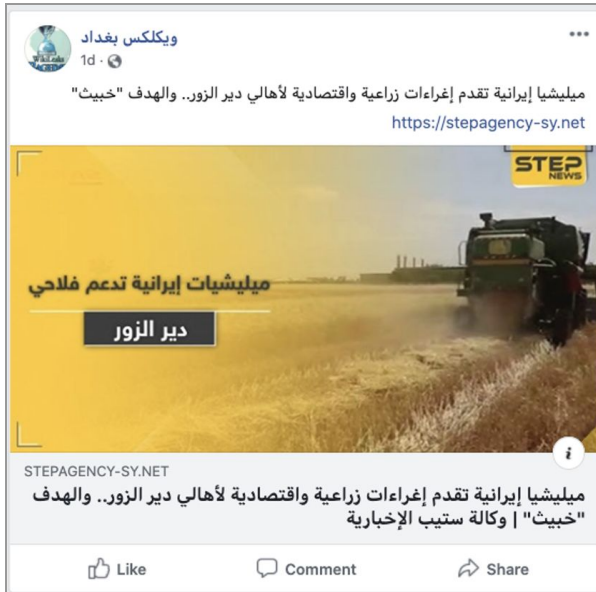 ويكلكس بغداد
1d
ميليشيا إيرانية تقدم إغراءات زراعية واقتصادية لأهالي دير الزور.. والهدف "خبيث"
https://stepagency-sy.net
STEP
NEWS
ميليشيات إيرانية تدعم فلاحي
دير الزور
STEPAGENCY-SY.NET
ميليشيا إيرانية تقدم إغراءات زراعية واقتصادية لأهالي دير الزور.. والهدف
"خبيث" | وكالة ستيب الإخبارية
Like
Comment
Share